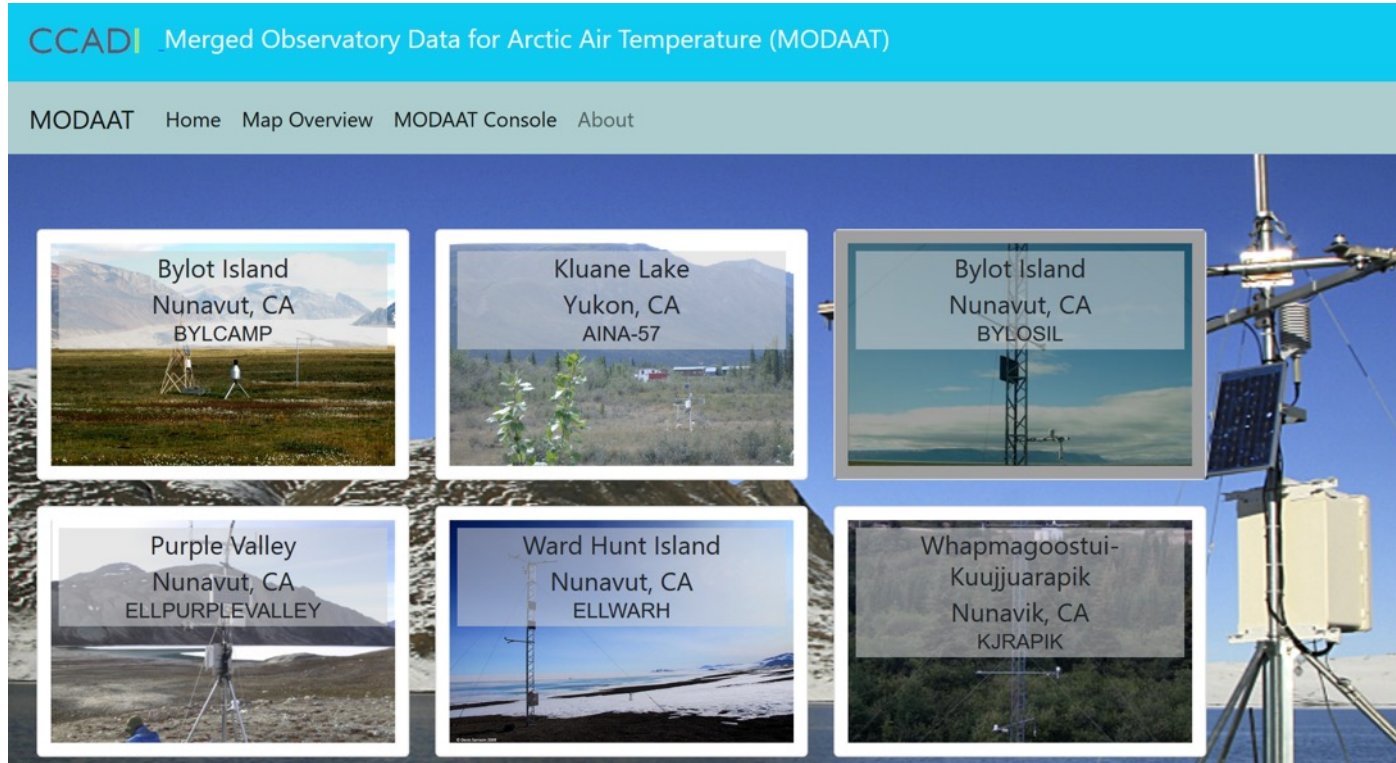 CCADI Merged Observatory Data for Arctic Air Temperature (MODAAT)
MODAAT Home Map Overview MODAAT Console About
Bylot Island
Nunavut, CA
BYLCAMP
Kluane Lake
Yukon, CA
AINA-57
Bylot Island
Nunavut, CA
BYLOSIL
Purple Valley
Nunavut, CA
ELLPURPLEVALLEY
Ward Hunt Island
Nunavut, CA
ELLWARH
Whapmagoostui-
Kuujjuarapik
Nunavik, CA
KJRAPIK